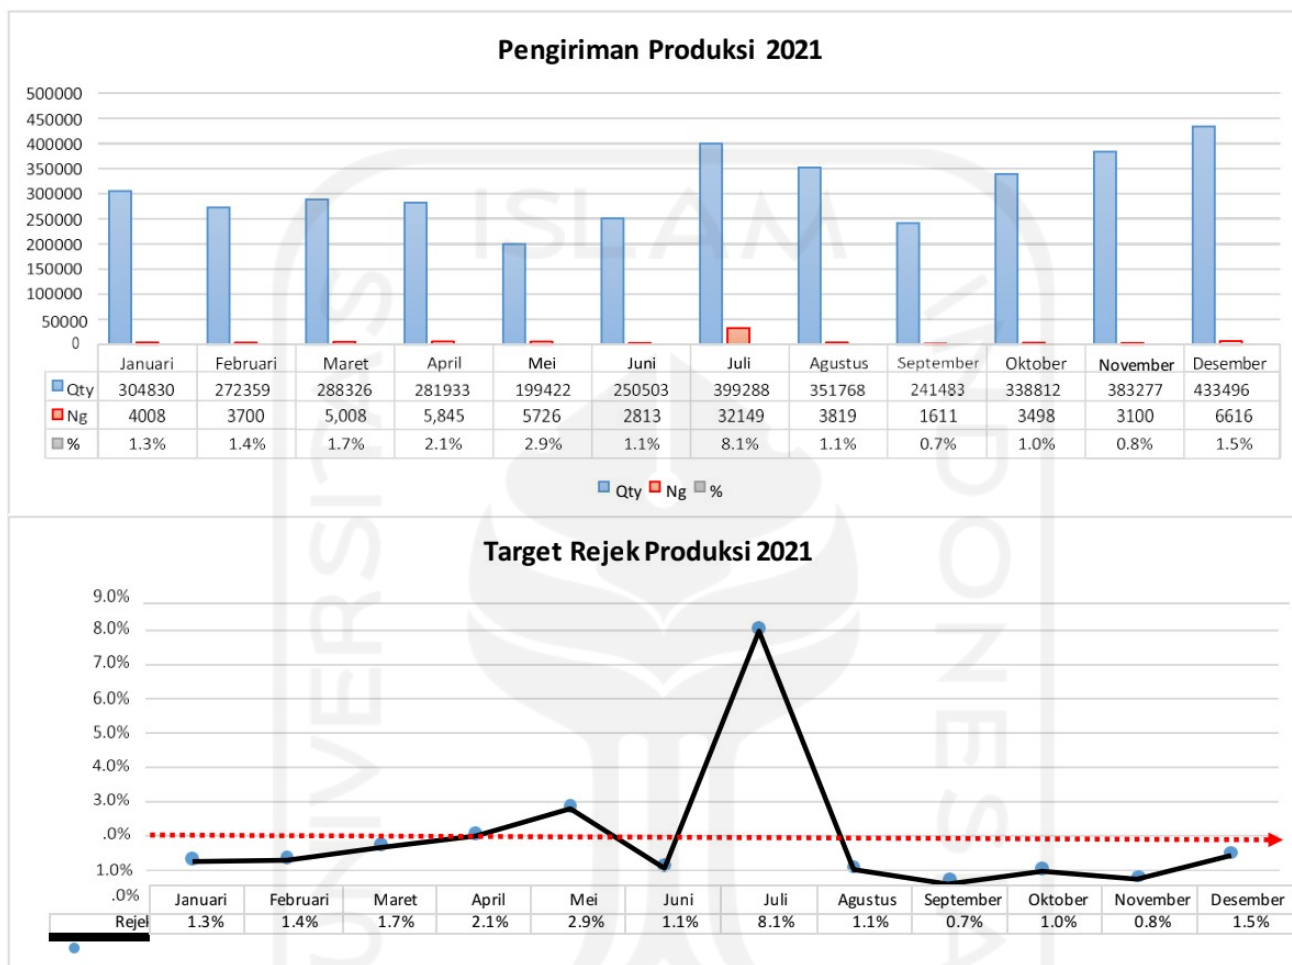 Pengiriman Produksi 2021
500000
450000
400000
350000
300000
250000
200000
150000
100000
50000
0
Januari Februari Maret April Mei Juni Juli Agustus September Oktober November Desember
Qty 304830 272359 288326 281933 199422 250503 399288 351768 241483 338812 383277 433496
Ng 4008 3700 5,008 5,845 5726 2813 32149 3819 1611 3498 3100 6616
% 1.3% 1.4% 1.7% 2.1% 2.9% 1.1% 8.1% 1.1% 0.7% 1.0% 0.8% 1.5%
Qty Ng %
Target Rejek Produksi 2021
9.0%
8.0%
7.0%
6.0%
5.0%
4.0%
3.0%
.0%
1.0%
.0%
Januari Februari Maret April Mei Juni Juli Agustus September Oktober November Desember
Rejek 1.3% 1.4% 1.7% 2.1% 2.9% 1.1% 8.1% 1.1% 0.7% 1.0% 0.8% 1.5%
UNIVERSITAS
ISLAM
INDONESIA